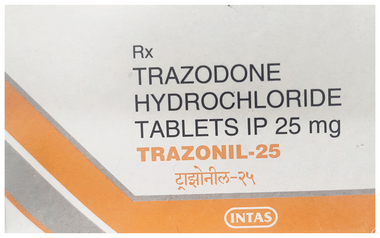 Rx
TRAZODONE
HYDROCHLORIDE
TABLETS IP 25 mg
TRAZONIL-25
ट्राझोनील-२५
INTAS